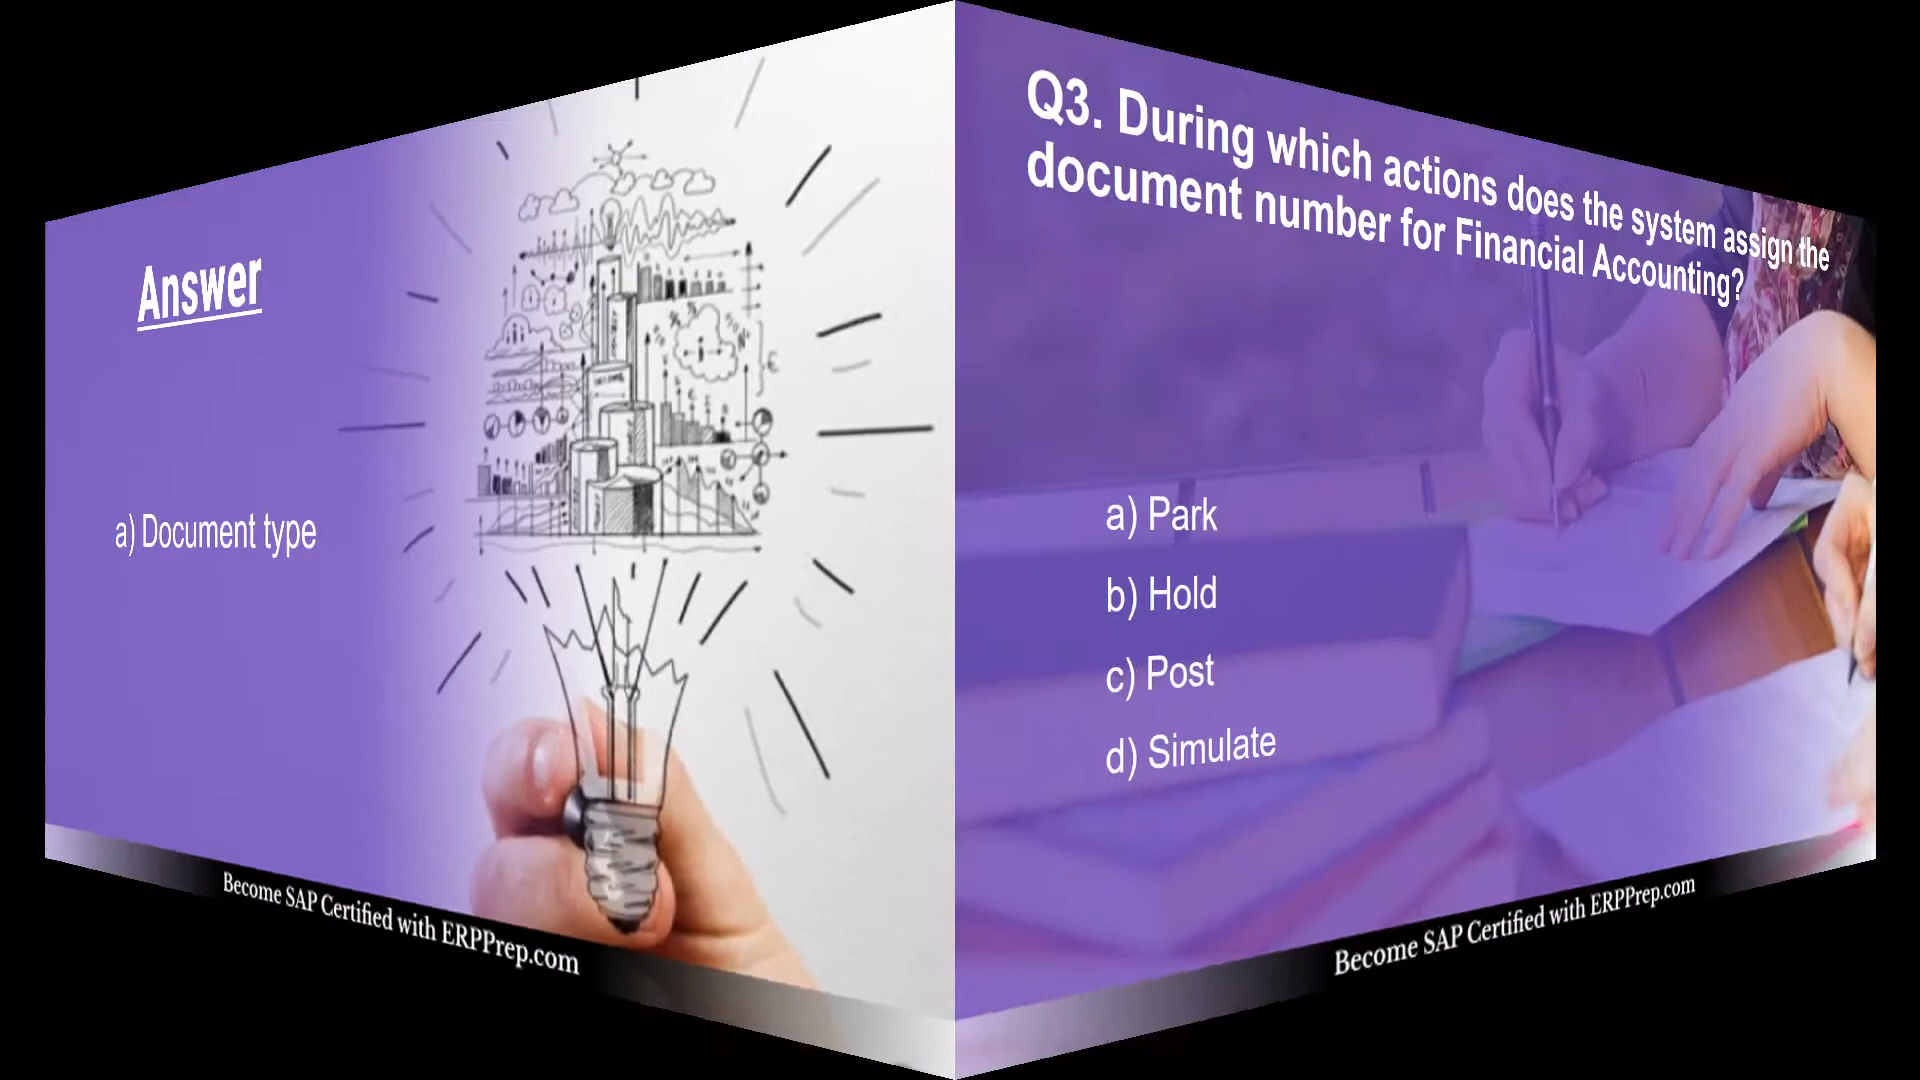 Answer
a) Document type
Become SAP Certified with ERPPrep.com
Q3. During which actions does the system assign the
document number for Financial Accounting?
a) Park
b) Hold
c) Post
d) Simulate
Become SAP Certified with ERPPrep.com